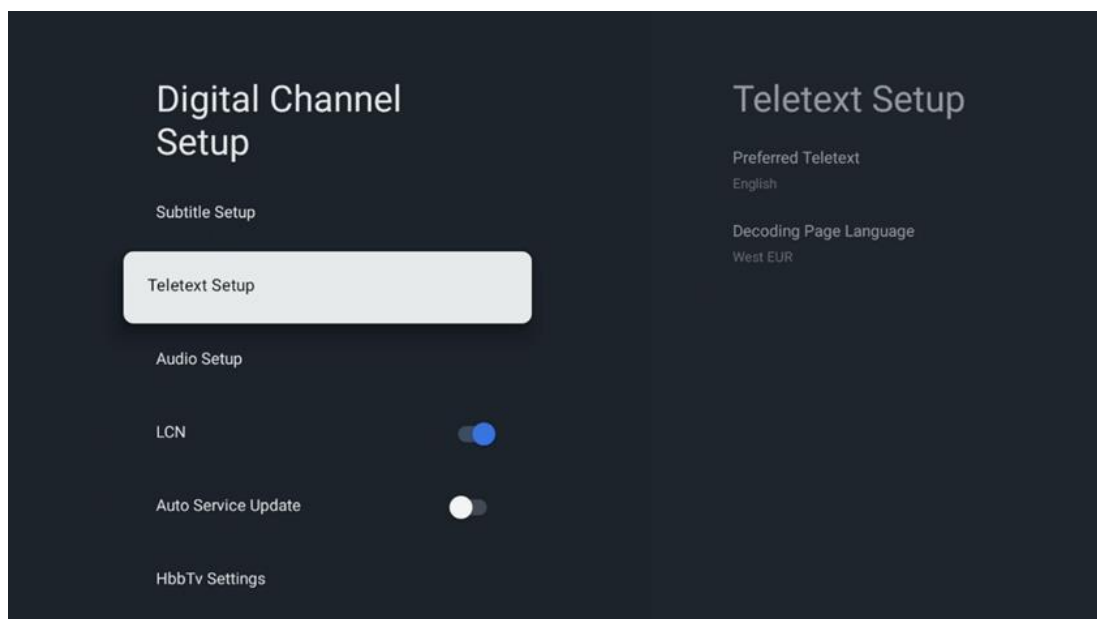 Digital Channel
Setup
Subtitle Setup
Teletext Setup
Audio Setup
LCN
Auto Service Update
HbbTv Settings
Teletext Setup
Preferred Teletext
English
Decoding Page Language
West EUR